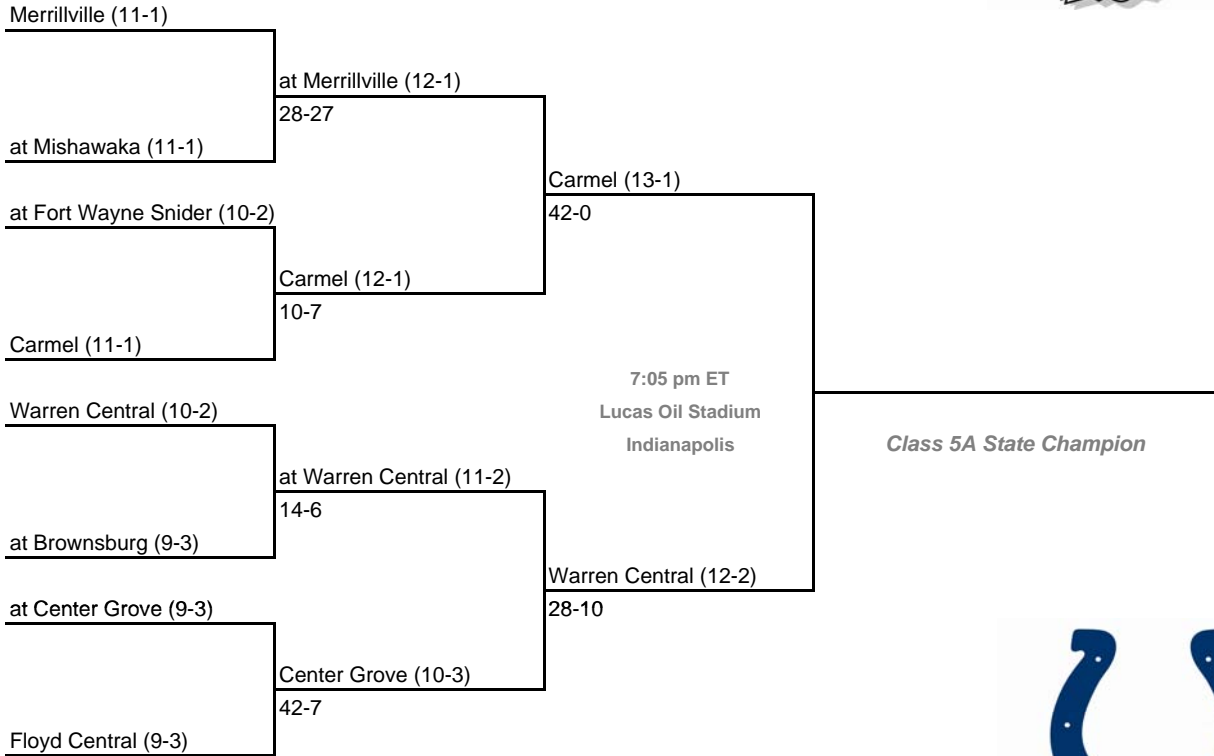 Merrillville (11-1)
at Merrillville (12-1)
28-27
at Mishawaka (11-1)
Carmel (13-1)
42-0
at Fort Wayne Snider (10-2)
Carmel (12-1)
10-7
Carmel (11-1)
7:05 pm ET
Lucas Oil Stadium
Indianapolis
Class 5A State Champion
Warren Central (10-2)
at Warren Central (11-2)
14-6
at Brownsburg (9-3)
Warren Central (12-2)
28-10
at Center Grove (9-3)
Center Grove (10-3)
42-7
Floyd Central (9-3)